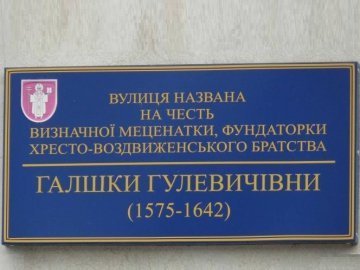 ВУЛИЦЯ НАЗВАНА
НА ЧЕСТЬ
ВИЗНАЧНОЇ МЕЦЕНАТКИ, ФУНДАТОРКИ
ХРЕСТО-ВОЗДВИЖЕНСЬКОГО БРАТСТВА
ГАЛШКИ ГУЛЕВИЧІВНИ
(1575-1642)